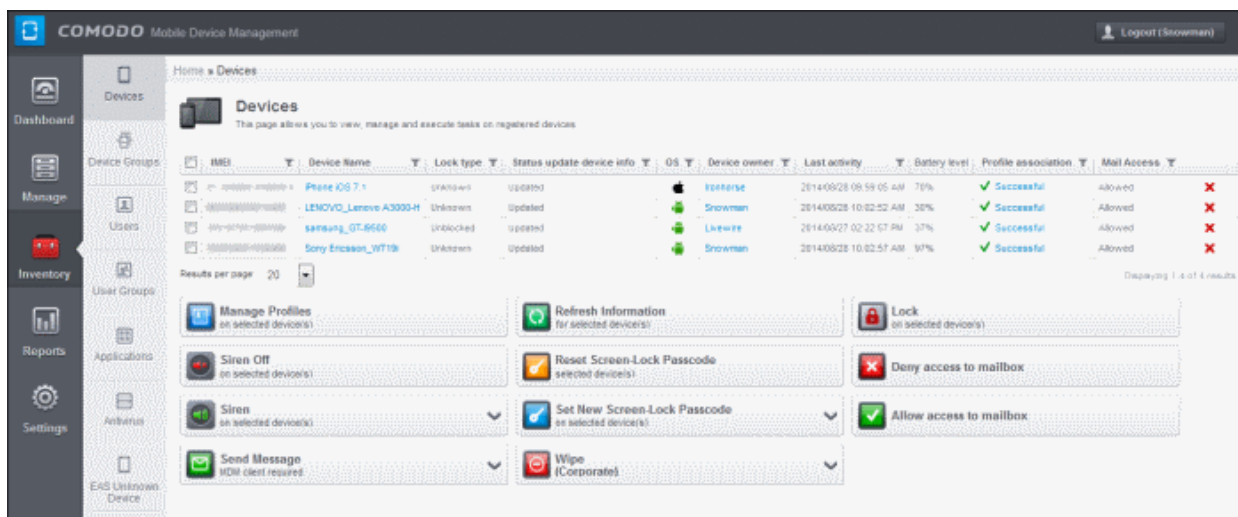 COMODO Mobile Device Management
Logout (Snowman)
Dashboard
Manage
Inventory
Reports
Settings
Devices
Device Groups
Users
User Groups
Applications
Antivirus
EAS Unknown
Device
Home » Devices
Devices
This page allows you to view, manage and execute tasks on registered devices
IMEI Device Name Lock type Status update device info OS Device owner Last activity Battery level Profile association Mail Access
iPhone iOS 7.1 Unknown Updated Ironhorse 2014/08/28 09:59:05 AM 70% Successful Allowed
LENOVO_Lenovo A3000-H Unknown Updated Snowman 2014/08/28 10:02:52 AM 30% Successful Allowed
samsung_GT-I9500 Unblocked Updated Livewire 2014/08/27 02:22:57 PM 37% Successful Allowed
Sony Ericsson_WT19i Unknown Updated Snowman 2014/08/28 10:02:57 AM 97% Successful Allowed
Results per page 20
Displaying 1-4 of 4 results.
Manage Profiles
on selected device(s)
Refresh Information
for selected device(s)
Lock
on selected device(s)
Siren Off
on selected device(s)
Reset Screen-Lock Passcode
selected device(s)
Deny access to mailbox
Siren
on selected device(s)
Set New Screen-Lock Passcode
on selected device(s)
Allow access to mailbox
Send Message
MDM client required
Wipe
(Corporate)